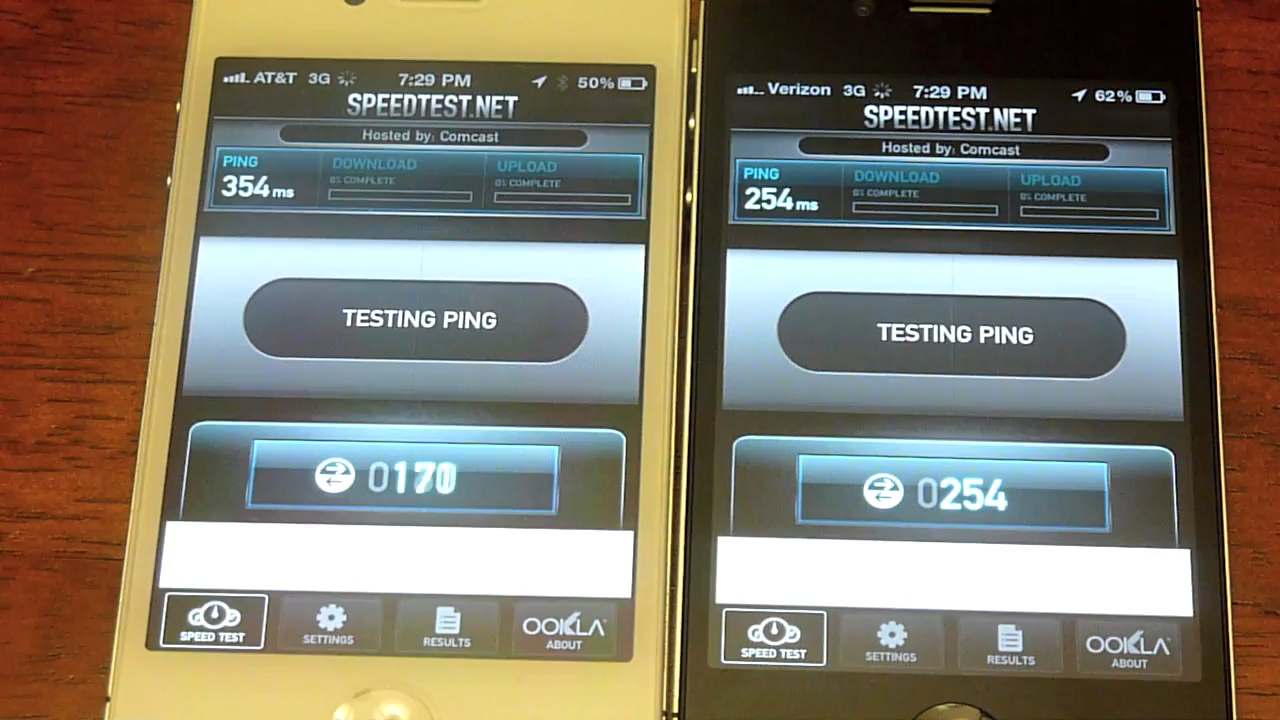 AT&T 3G 7:29 PM 50%
SPEEDTEST.NET
Hosted by: Comcast
PING DOWNLOAD UPLOAD
354 ms 0% COMPLETE 0% COMPLETE
TESTING PING
0170
SPEED TEST SETTINGS RESULTS OOKLA ABOUT
Verizon 3G 7:29 PM 62%
SPEEDTEST.NET
Hosted by: Comcast
PING DOWNLOAD UPLOAD
254 ms 0% COMPLETE 0% COMPLETE
TESTING PING
0254
SPEED TEST SETTINGS RESULTS OOKLA ABOUT